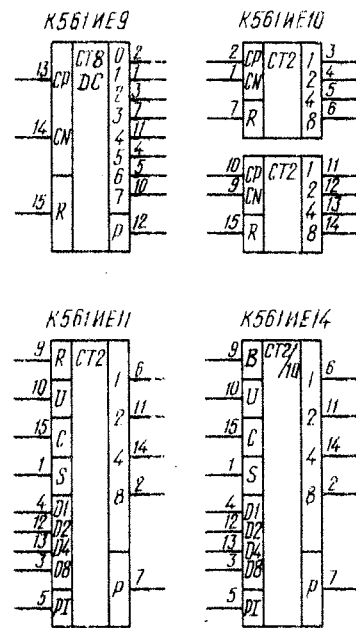 К561ИЕ9
13 CP CT8 0 2
DC 1 1
2 3
3 7
14 CN 4 11
5 4
6 5
7 10
15 R P 12
К561ИЕ10
2 CP CT2 1 3
1 CN 2 4
4 5
7 R 8 6
10 CP CT2 1 11
9 CN 2 12
4 13
15 R 8 14
К561ИЕ11
9 R CT2
10 U 1 6
15 C 2 11
1 S 4 14
4 D1 8 2
12 D2
13 D4
3 D8
5 PI P 7
К561ИЕ14
9 B CT2/
/10
10 U 1 6
15 C 2 11
1 S 4 14
4 D1 8 2
12 D2
13 D4
3 D8
5 PI P 7